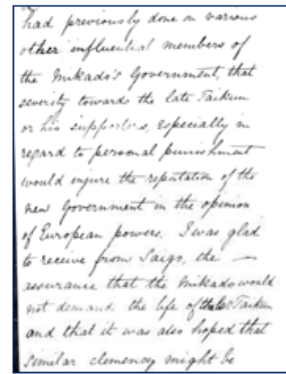 had previously done on various
other influential members of
the Mikado's Government, that
severity towards the late Taikun
or his supporters, especially in
regard to personal punishment
would injure the reputation of the
new Government in the opinion
of European powers. I was glad
to receive from Saigo, the —
assurance that the Mikado would
not demand the life of the late Taikun
and that it was also hoped that
similar clemency might be